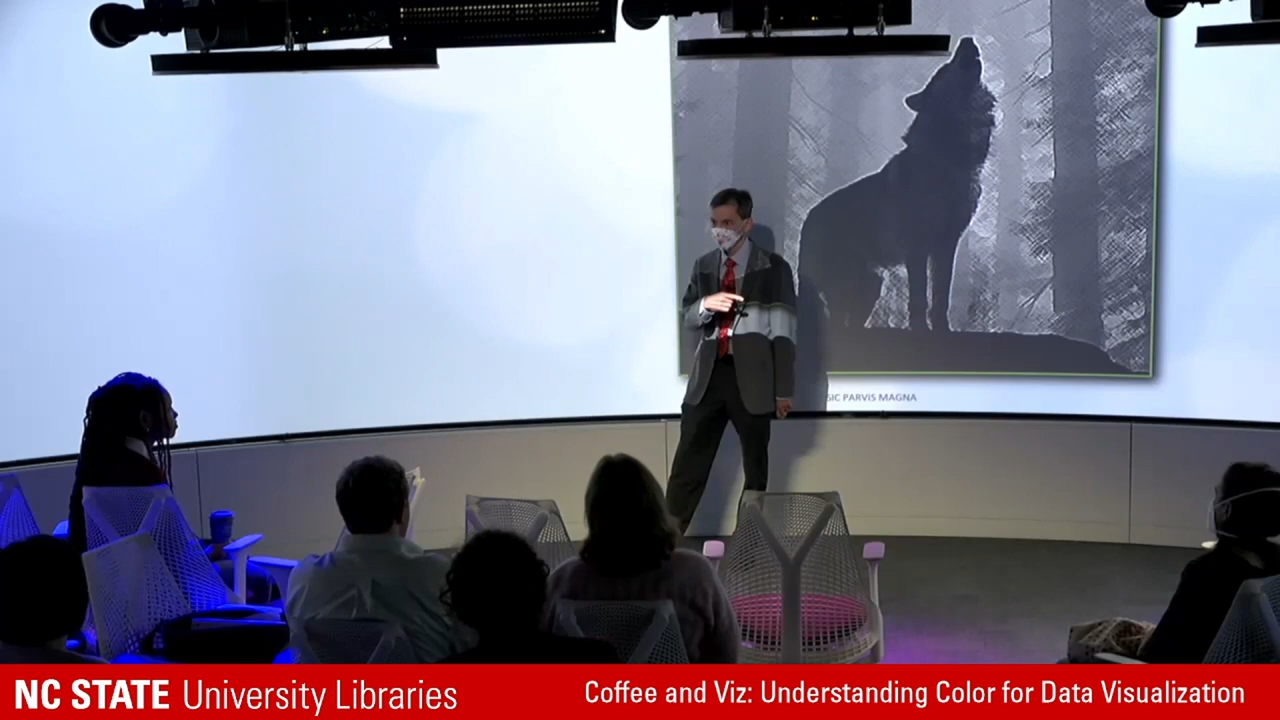 SIC PARVIS MAGNA
NC STATE University Libraries
Coffee and Viz: Understanding Color for Data Visualization